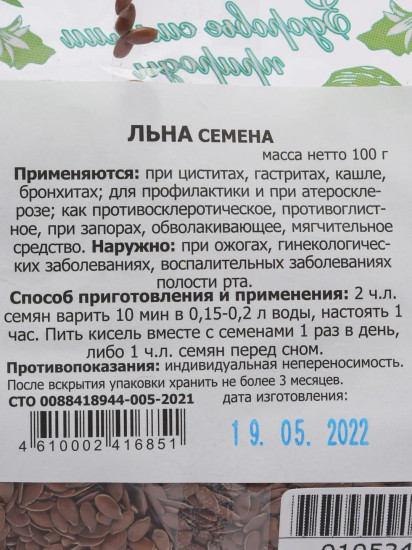 Здоровое силами
природы
ЛЬНА СЕМЕНА
масса нетто 100 г
Применяются: при циститах, гастритах, кашле,
бронхитах; для профилактики и при атероскле-
розе; как противосклеротическое, противоглист-
ное, при запорах, обволакивающее, мягчительное
средство. Наружно: при ожогах, гинекологичес-
ких заболеваниях, воспалительных заболеваниях
полости рта.
Способ приготовления и применения: 2 ч.л.
семян варить 10 мин в 0,15-0,2 л воды, настоять 1
час. Пить кисель вместе с семенами 1 раз в день,
либо 1 ч.л. семян перед сном.
Противопоказания: индивидуальная непереносимость.
После вскрытия упаковки хранить не более 3 месяцев.
СТО 0088418944-005-2021 дата изготовления:
4 610002 416851
19.05.2022